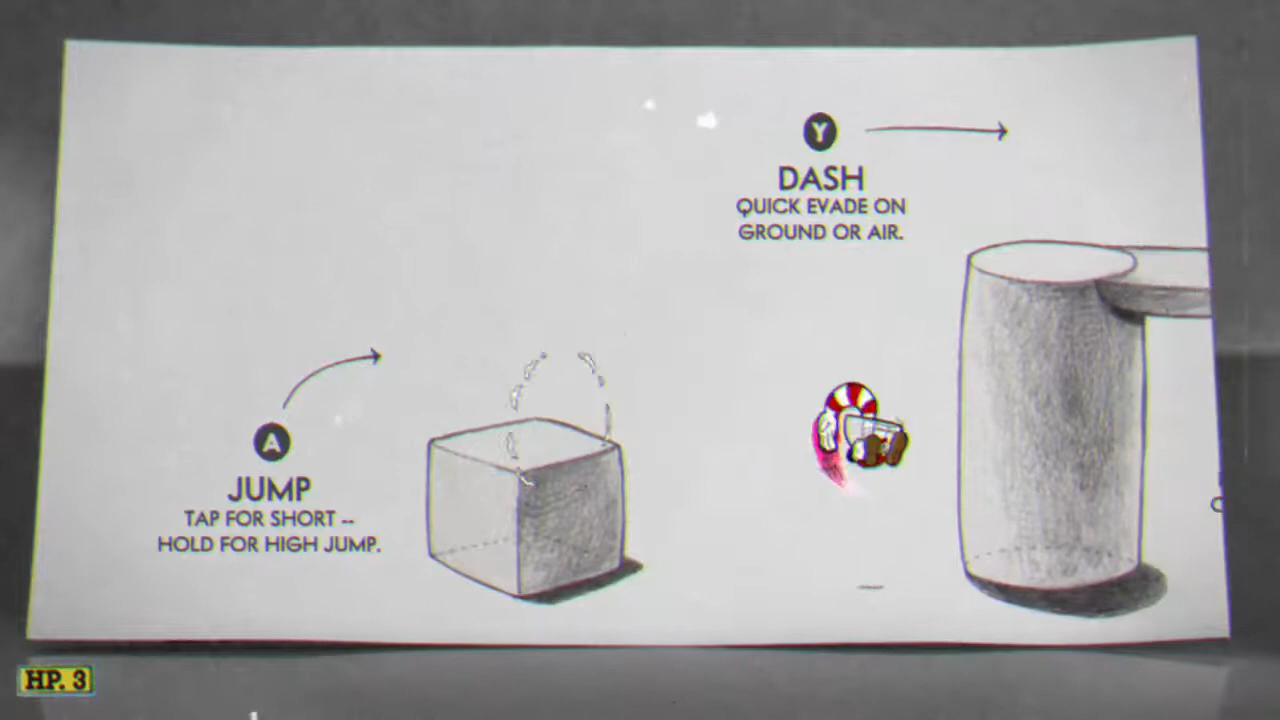 Y
DASH
QUICK EVADE ON
GROUND OR AIR.
A
JUMP
TAP FOR SHORT --
HOLD FOR HIGH JUMP.
HP. 3